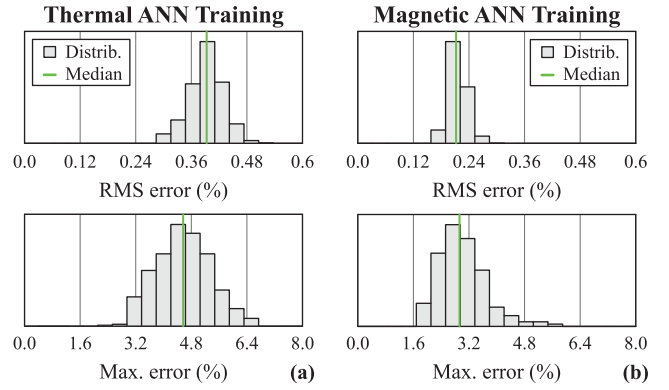 Thermal ANN Training
Distrib.
Median
0.0 0.12 0.24 0.36 0.48 0.6
RMS error (%)
1.6 3.2 4.8 6.4 8.0
0.0
Max. error (%)
(a)
Magnetic ANN Training
Distrib.
Median
0.0 0.12 0.24 0.36 0.48 0.6
RMS error (%)
0.0 1.6 3.2 4.8 6.4 8.0
Max. error (%)
(b)